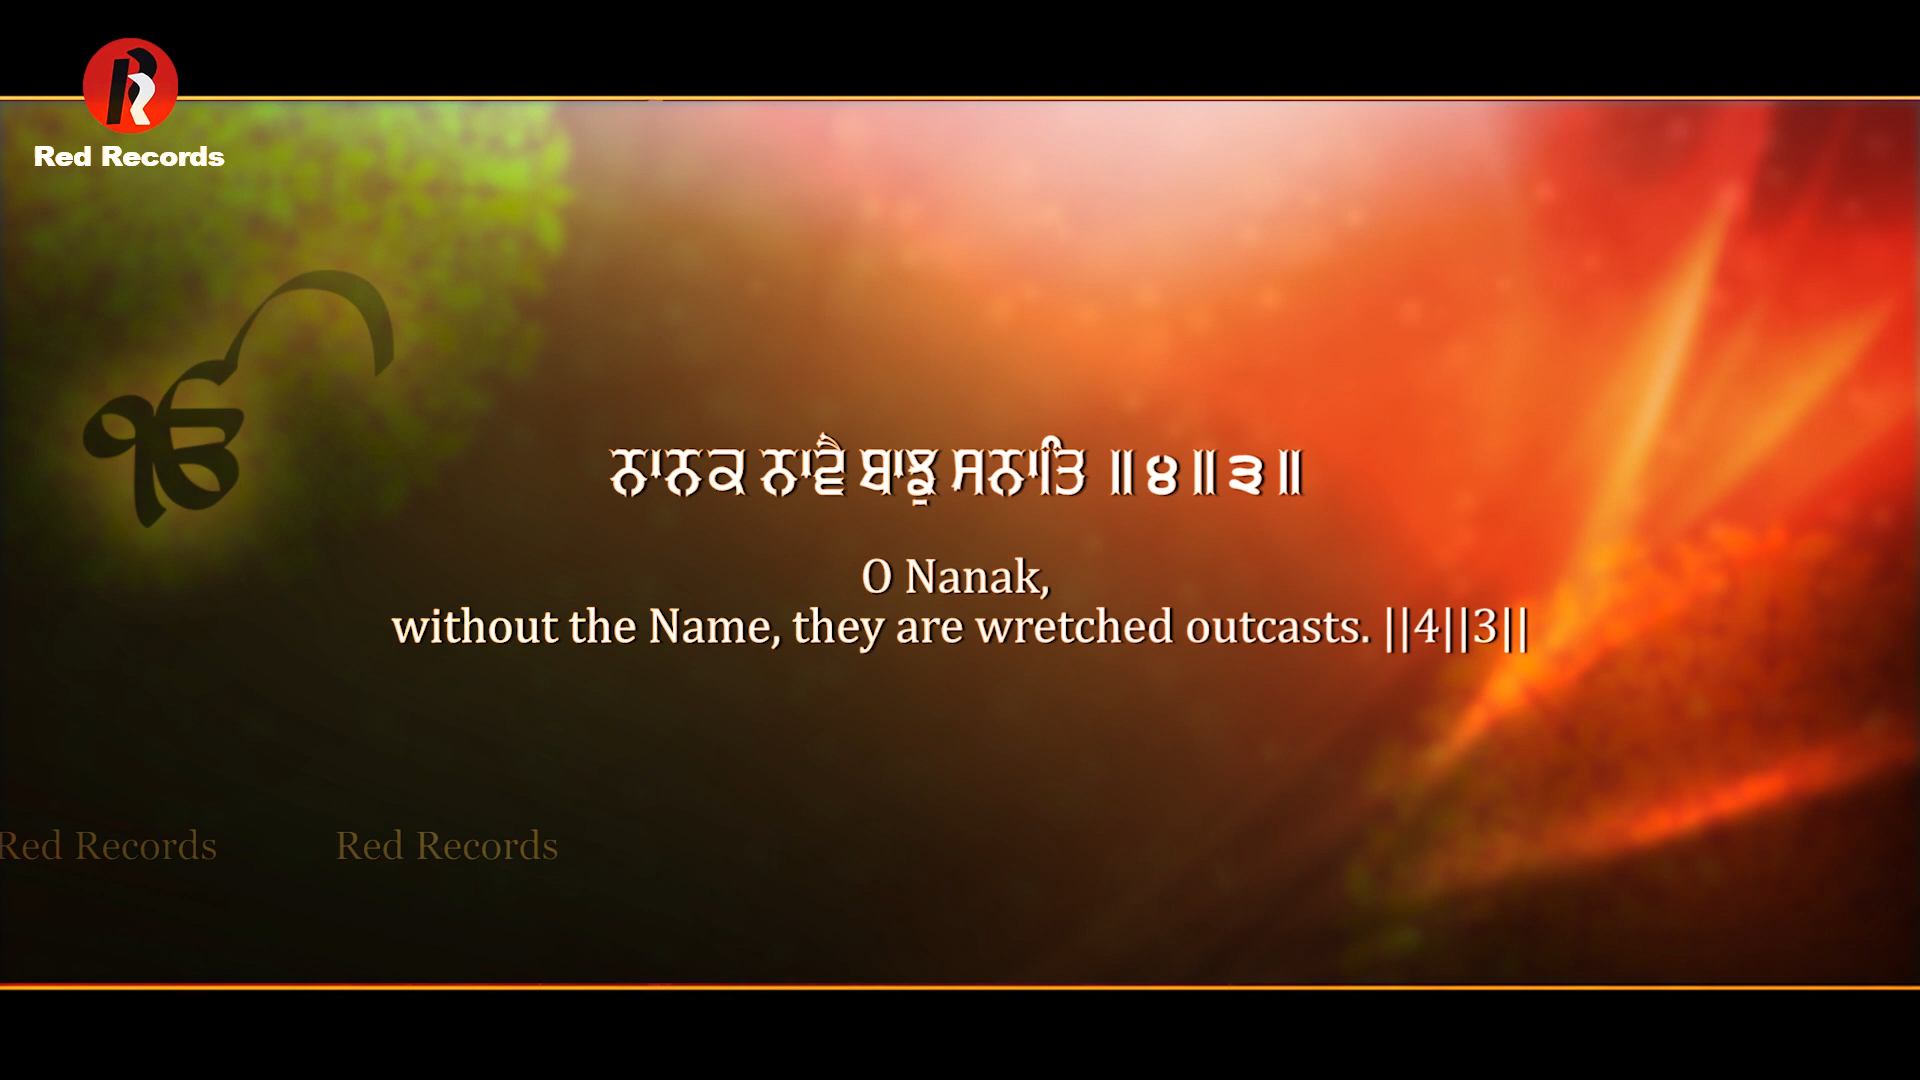 Red Records
ਨਾਨਕ ਨਾਵੈ ਬਾਝੁ ਸਨਾਤਿ ॥੪॥੩॥
O Nanak,
without the Name, they are wretched outcasts. ||4||3||
Red Records Red Records